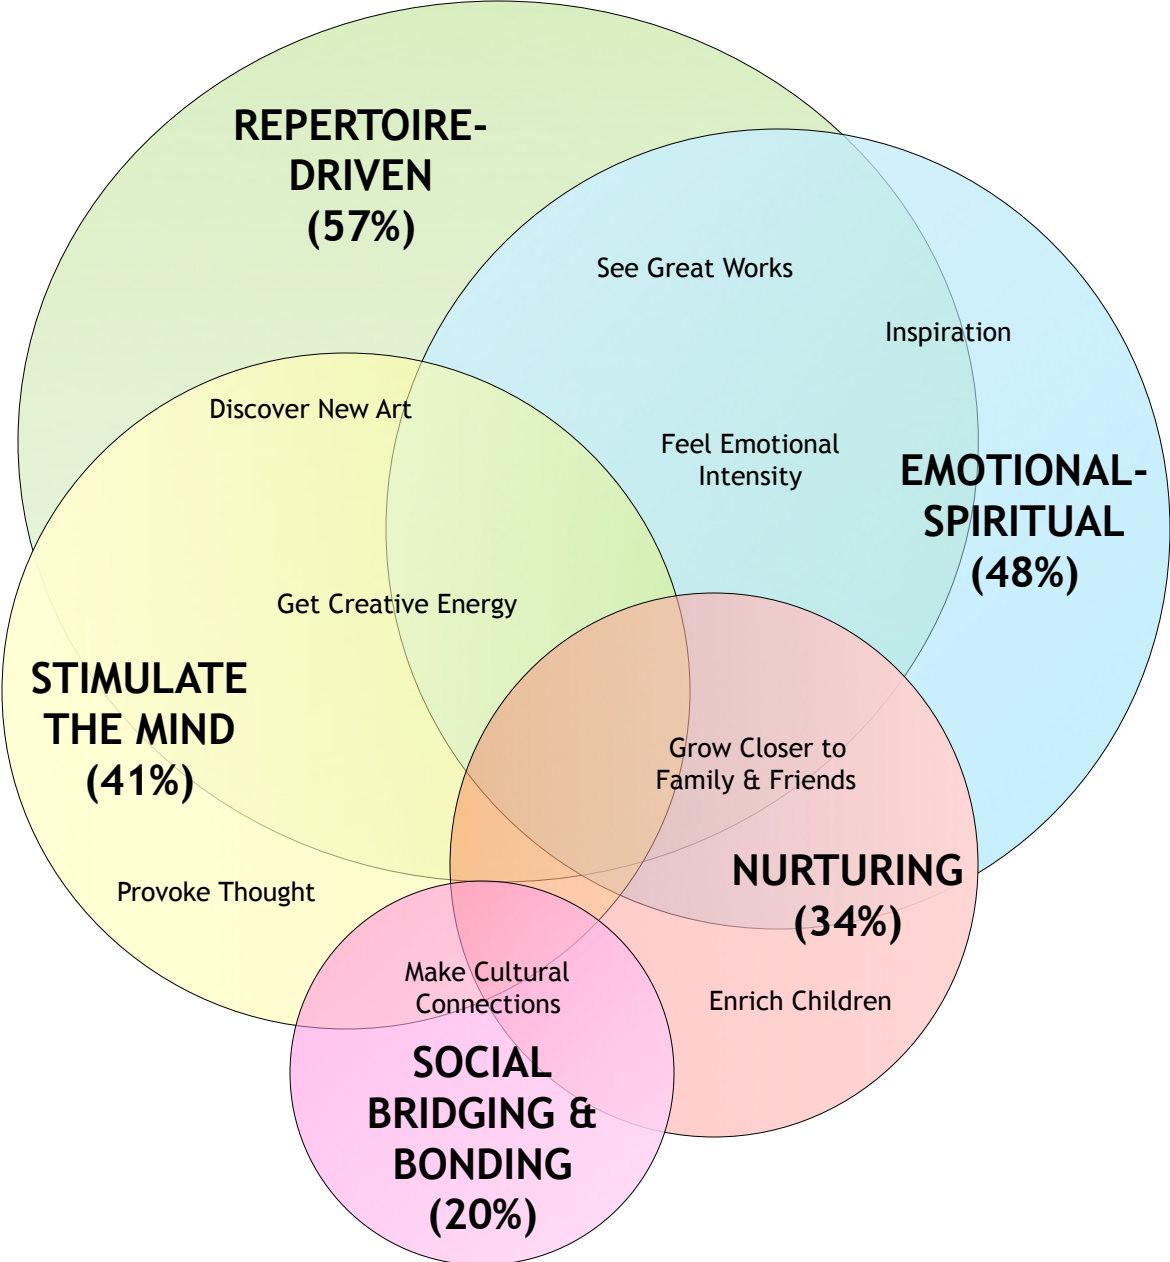 REPERTOIRE-
DRIVEN
(57%)
See Great Works
Inspiration
Discover New Art
Feel Emotional
Intensity
EMOTIONAL-
SPIRITUAL
(48%)
Get Creative Energy
STIMULATE
THE MIND
(41%)
Grow Closer to
Family & Friends
NURTURING
(34%)
Provoke Thought
Make Cultural
Connections
Enrich Children
SOCIAL
BRIDGING &
BONDING
(20%)